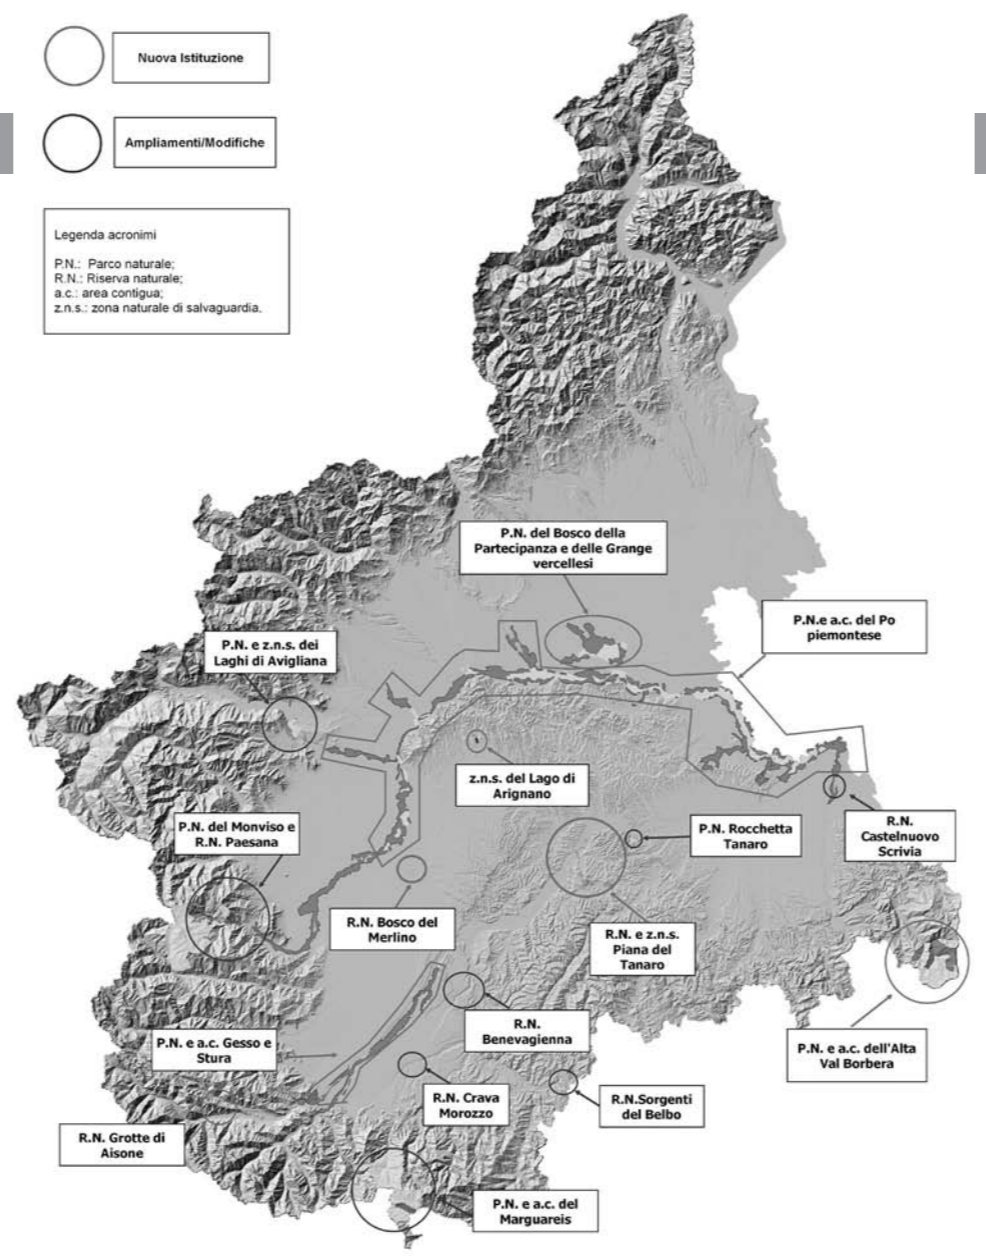 Nuova Istituzione
Ampliamenti/Modifiche
Legenda acronimi
P.N.: Parco naturale;
R.N.: Riserva naturale;
a.c.: area contigua;
z.n.s.: zona naturale di salvaguardia.
P.N. del Bosco della
Partecipanza e delle Grange
vercellesi
P.N.e a.c. del Po
piemontese
P.N. e z.n.s. dei
Laghi di Avigliana
z.n.s. del Lago di
Arignano
P.N. del Monviso e
R.N. Paesana
P.N. Rocchetta
Tanaro
R.N.
Castelnuovo
Scrivia
R.N. Bosco del
Merlino
R.N. e z.n.s.
Piana del
Tanaro
R.N.
Benevagienna
P.N. e a.c. Gesso e
Stura
P.N. e a.c. dell'Alta
Val Borbera
R.N. Crava
Morozzo
R.N.Sorgenti
del Belbo
R.N. Grotte di
Aisone
P.N. e a.c. del
Marguareis